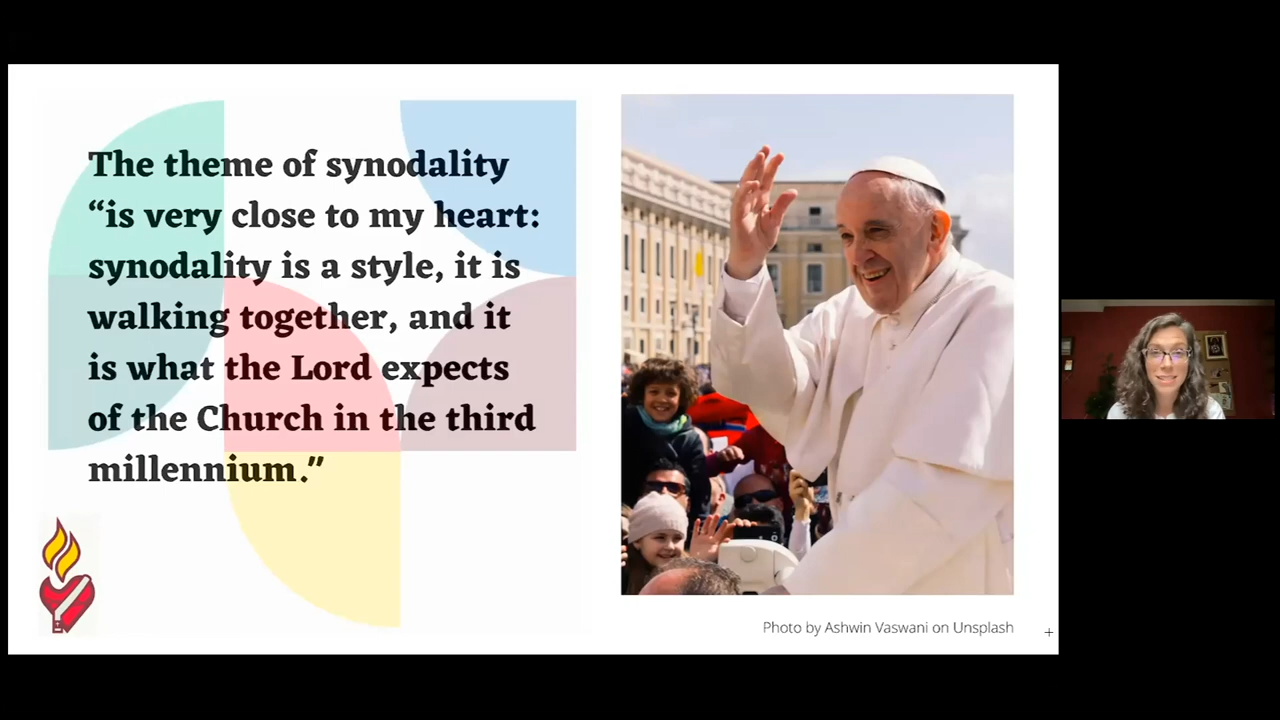 The theme of synodality
“is very close to my heart:
synodality is a style, it is
walking together, and it
is what the Lord expects
of the Church in the third
millennium.”
Photo by Ashwin Vaswani on Unsplash